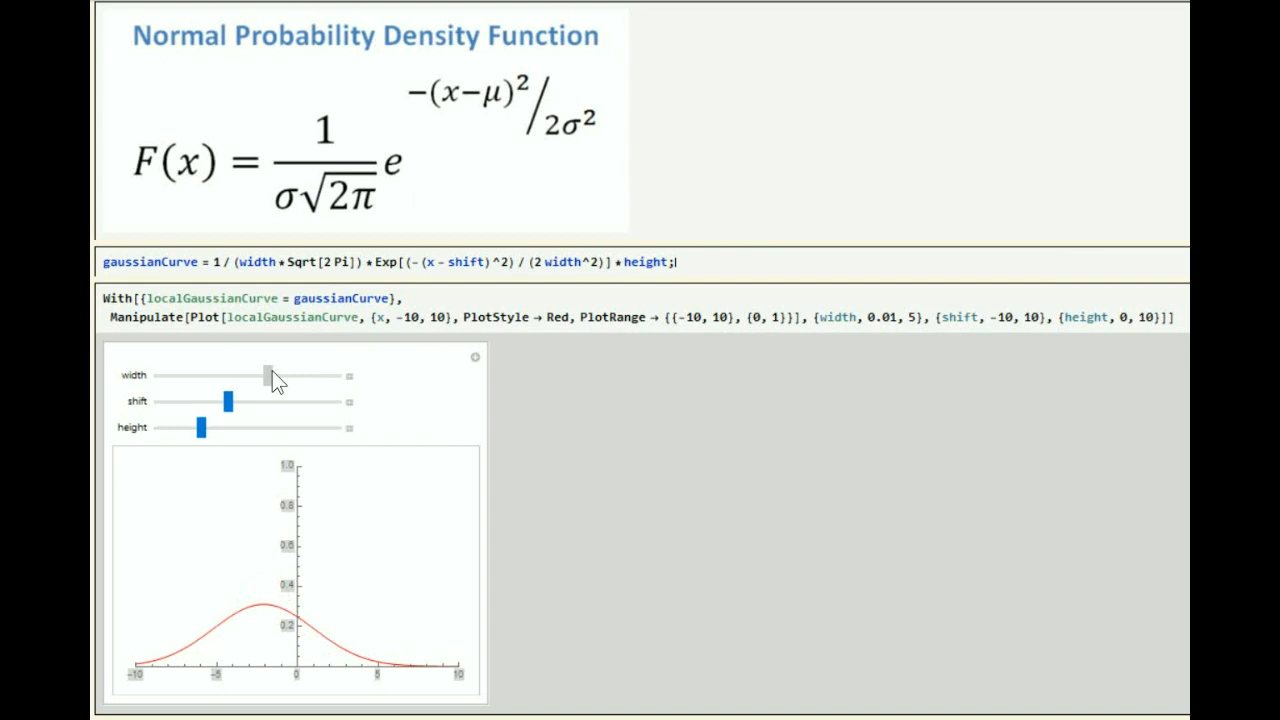 Normal Probability Density Function
F(x) = 1/(σ√2π) e^(−(x−μ)²/2σ²)
gaussianCurve = 1 / (width * Sqrt[2 Pi]) * Exp[(- (x - shift) ^2) / (2 width^2)] * height;
With[{localGaussianCurve = gaussianCurve},
Manipulate[Plot[localGaussianCurve, {x, -10, 10}, PlotStyle → Red, PlotRange → {{-10, 10}, {0, 1}}], {width, 0.01, 5}, {shift, -10, 10}, {height, 0, 10}]]
width
shift
height
1.0
0.8
0.6
0.4
0.2
-10 -5 0 5 10